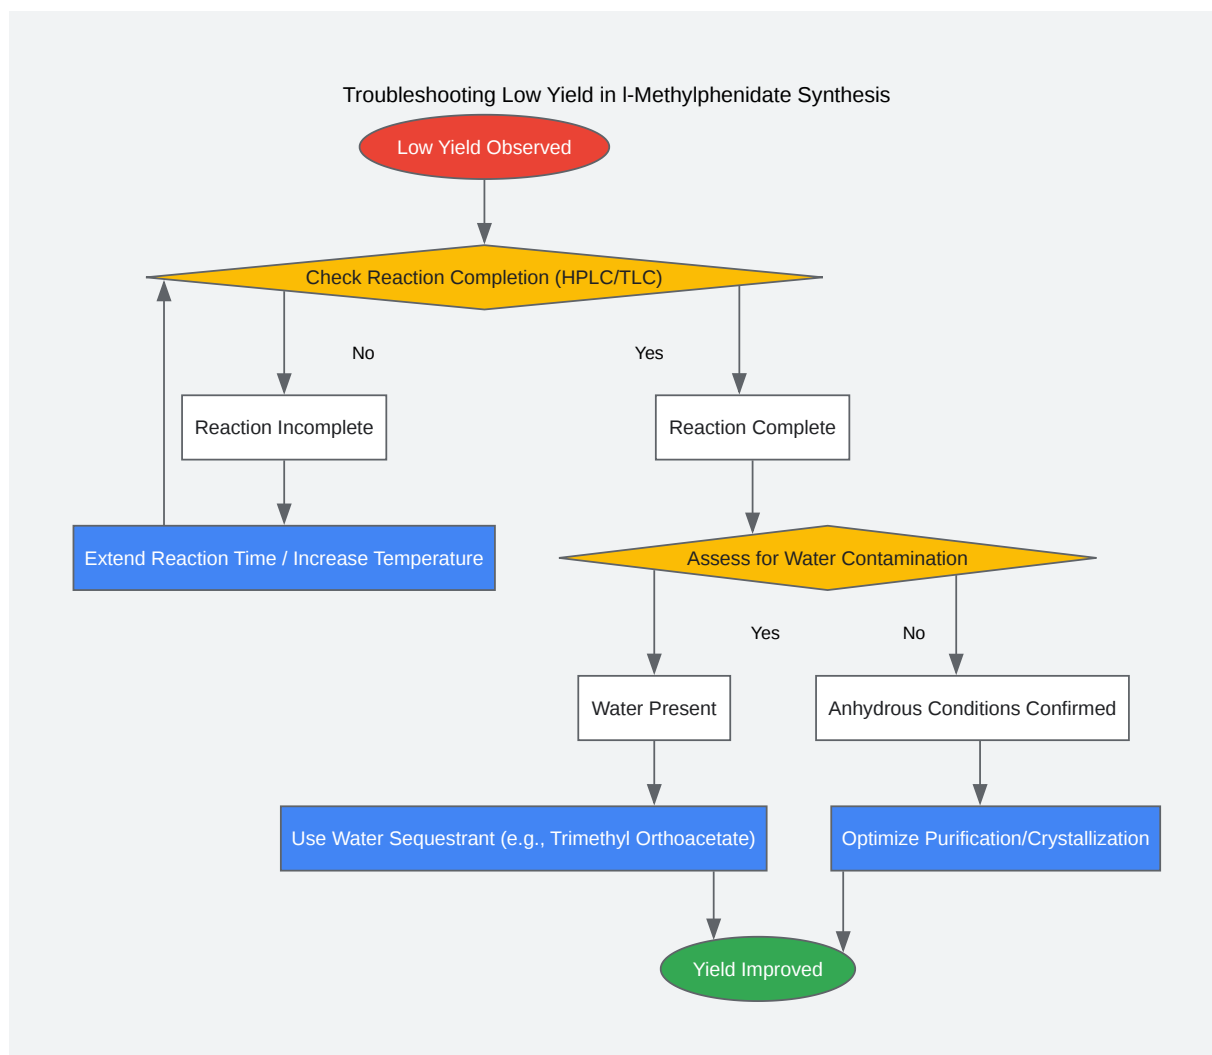 Troubleshooting Low Yield in l-Methylphenidate Synthesis
Low Yield Observed
Check Reaction Completion (HPLC/TLC)
No
Yes
Reaction Incomplete
Reaction Complete
Extend Reaction Time / Increase Temperature
Assess for Water Contamination
Yes
No
Water Present
Anhydrous Conditions Confirmed
Use Water Sequestrant (e.g., Trimethyl Orthoacetate)
Optimize Purification/Crystallization
Yield Improved